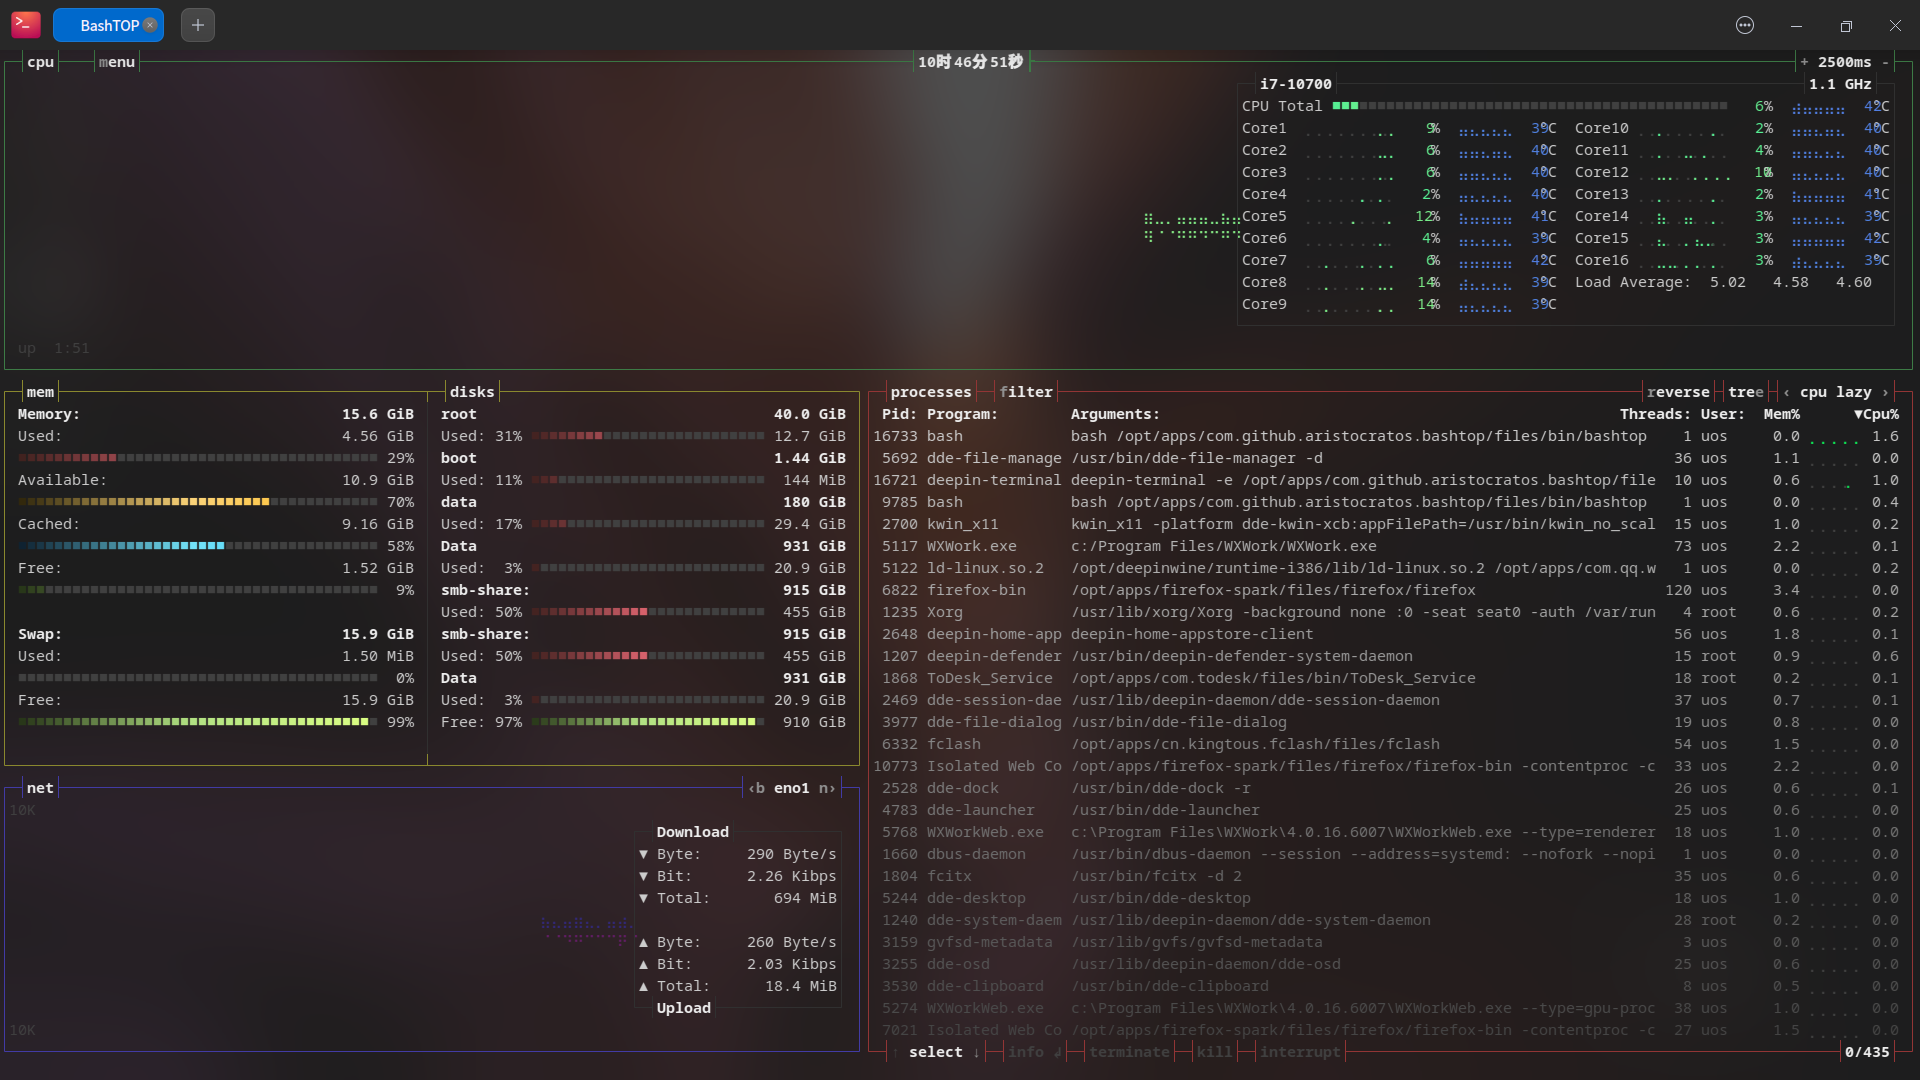 BashTOP
cpu menu 10时46分51秒 + 2500ms -
i7-10700 1.1 GHz
CPU Total 6% 42°C
Core1 9% 39°C Core10 2% 40°C
Core2 6% 40°C Core11 4% 40°C
Core3 6% 40°C Core12 10% 40°C
Core4 2% 40°C Core13 2% 41°C
Core5 12% 41°C Core14 3% 39°C
Core6 4% 39°C Core15 3% 42°C
Core7 6% 42°C Core16 3% 39°C
Core8 14% 39°C Load Average: 5.02 4.58 4.60
Core9 14% 39°C
up 1:51
mem
Memory: 15.6 GiB
Used: 4.56 GiB
29%
Available: 10.9 GiB
70%
Cached: 9.16 GiB
58%
Free: 1.52 GiB
9%
Swap: 15.9 GiB
Used: 1.50 MiB
0%
Free: 15.9 GiB
99%
disks
root 40.0 GiB
Used: 31% 12.7 GiB
boot 1.44 GiB
Used: 11% 144 MiB
data 180 GiB
Used: 17% 29.4 GiB
Data 931 GiB
Used: 3% 20.9 GiB
smb-share: 915 GiB
Used: 50% 455 GiB
smb-share: 915 GiB
Used: 50% 455 GiB
Data 931 GiB
Used: 3% 20.9 GiB
Free: 97% 910 GiB
net ‹b eno1 n›
10K
Download
▼ Byte: 290 Byte/s
▼ Bit: 2.26 Kibps
▼ Total: 694 MiB
▲ Byte: 260 Byte/s
▲ Bit: 2.03 Kibps
▲ Total: 18.4 MiB
Upload
10K
processes filter reverse tree ‹ cpu lazy ›
Pid: Program: Arguments: Threads: User: Mem% ▼Cpu%
16733 bash bash /opt/apps/com.github.aristocratos.bashtop/files/bin/bashtop 1 uos 0.0 1.6
5692 dde-file-manage /usr/bin/dde-file-manager -d 36 uos 1.1 0.0
16721 deepin-terminal deepin-terminal -e /opt/apps/com.github.aristocratos.bashtop/file 10 uos 0.6 1.0
9785 bash bash /opt/apps/com.github.aristocratos.bashtop/files/bin/bashtop 1 uos 0.0 0.4
2700 kwin_x11 kwin_x11 -platform dde-kwin-xcb:appFilePath=/usr/bin/kwin_no_scal 15 uos 1.0 0.2
5117 WXWork.exe c:/Program Files/WXWork/WXWork.exe 73 uos 2.2 0.1
5122 ld-linux.so.2 /opt/deepinwine/runtime-i386/lib/ld-linux.so.2 /opt/apps/com.qq.w 1 uos 0.0 0.2
6822 firefox-bin /opt/apps/firefox-spark/files/firefox/firefox 120 uos 3.4 0.0
1235 Xorg /usr/lib/xorg/Xorg -background none :0 -seat seat0 -auth /var/run 4 root 0.6 0.2
2648 deepin-home-app deepin-home-appstore-client 56 uos 1.8 0.1
1207 deepin-defender /usr/bin/deepin-defender-system-daemon 15 root 0.9 0.6
1868 ToDesk_Service /opt/apps/com.todesk/files/bin/ToDesk_Service 18 root 0.2 0.1
2469 dde-session-dae /usr/lib/deepin-daemon/dde-session-daemon 37 uos 0.7 0.1
3977 dde-file-dialog /usr/bin/dde-file-dialog 19 uos 0.8 0.0
6332 fclash /opt/apps/cn.kingtous.fclash/files/fclash 54 uos 1.5 0.0
10773 Isolated Web Co /opt/apps/firefox-spark/files/firefox/firefox-bin -contentproc -c 33 uos 2.2 0.0
2528 dde-dock /usr/bin/dde-dock -r 26 uos 0.6 0.1
4783 dde-launcher /usr/bin/dde-launcher 25 uos 0.6 0.0
5768 WXWorkWeb.exe c:\Program Files\WXWork\4.0.16.6007\WXWorkWeb.exe --type=renderer 18 uos 1.0 0.0
1660 dbus-daemon /usr/bin/dbus-daemon --session --address=systemd: --nofork --nopi 1 uos 0.0 0.0
1804 fcitx /usr/bin/fcitx -d 2 35 uos 0.6 0.0
5244 dde-desktop /usr/bin/dde-desktop 18 uos 1.0 0.0
1240 dde-system-daem /usr/lib/deepin-daemon/dde-system-daemon 28 root 0.2 0.0
3159 gvfsd-metadata /usr/lib/gvfs/gvfsd-metadata 3 uos 0.0 0.0
3255 dde-osd /usr/lib/deepin-daemon/dde-osd 25 uos 0.6 0.0
3530 dde-clipboard /usr/bin/dde-clipboard 8 uos 0.5 0.0
5274 WXWorkWeb.exe c:\Program Files\WXWork\4.0.16.6007\WXWorkWeb.exe --type=gpu-proc 38 uos 1.0 0.0
7021 Isolated Web Co /opt/apps/firefox-spark/files/firefox/firefox-bin -contentproc -c 27 uos 1.5 0.0
↑ select ↓ info ↲ terminate kill interrupt 0/435